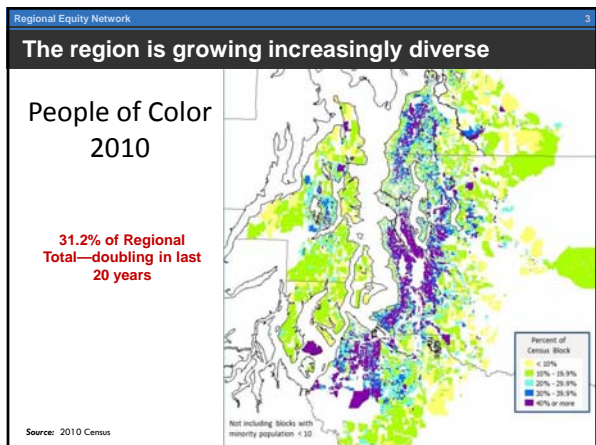 Regional Equity Network
3
The region is growing increasingly diverse
People of Color
2010
31.2% of Regional
Total—doubling in last
20 years
Source: 2010 Census
Not including blocks with
minority population <10
Percent of
Census Block
< 10%
10% - 19.9%
20% - 29.9%
30% - 39.9%
40% or more